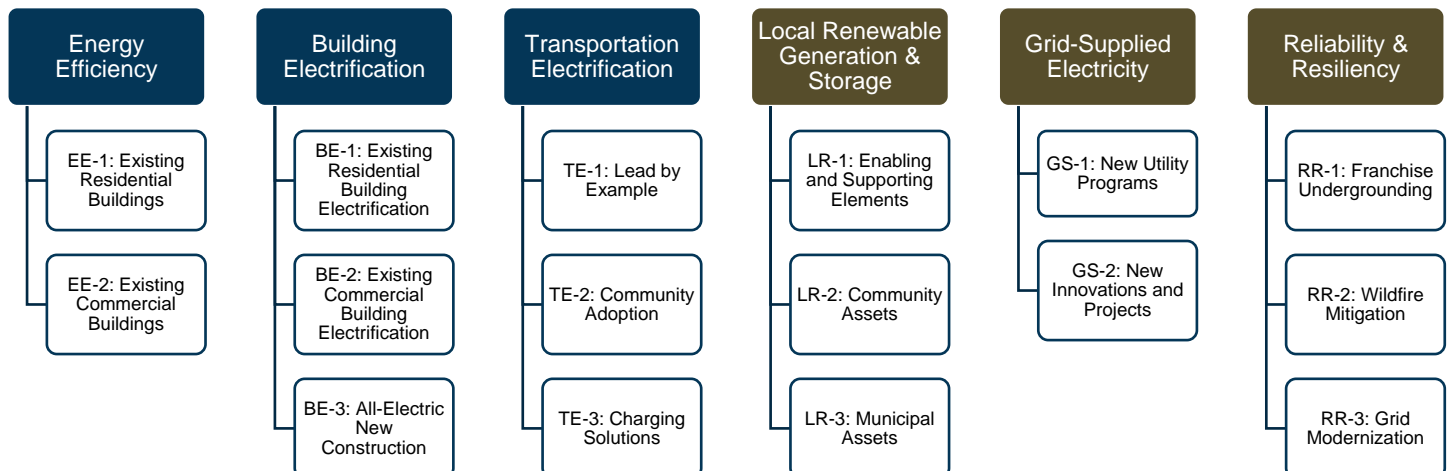 Energy
Efficiency
EE-1: Existing
Residential
Buildings
EE-2: Existing
Commercial
Buildings
Building
Electrification
BE-1: Existing
Residential
Building
Electrification
BE-2: Existing
Commercial
Building
Electrification
BE-3: All-Electric
New
Construction
Transportation
Electrification
TE-1: Lead by
Example
TE-2: Community
Adoption
TE-3: Charging
Solutions
Local Renewable
Generation &
Storage
LR-1: Enabling
and Supporting
Elements
LR-2: Community
Assets
LR-3: Municipal
Assets
Grid-Supplied
Electricity
GS-1: New Utility
Programs
GS-2: New
Innovations and
Projects
Reliability &
Resiliency
RR-1: Franchise
Undergrounding
RR-2: Wildfire
Mitigation
RR-3: Grid
Modernization